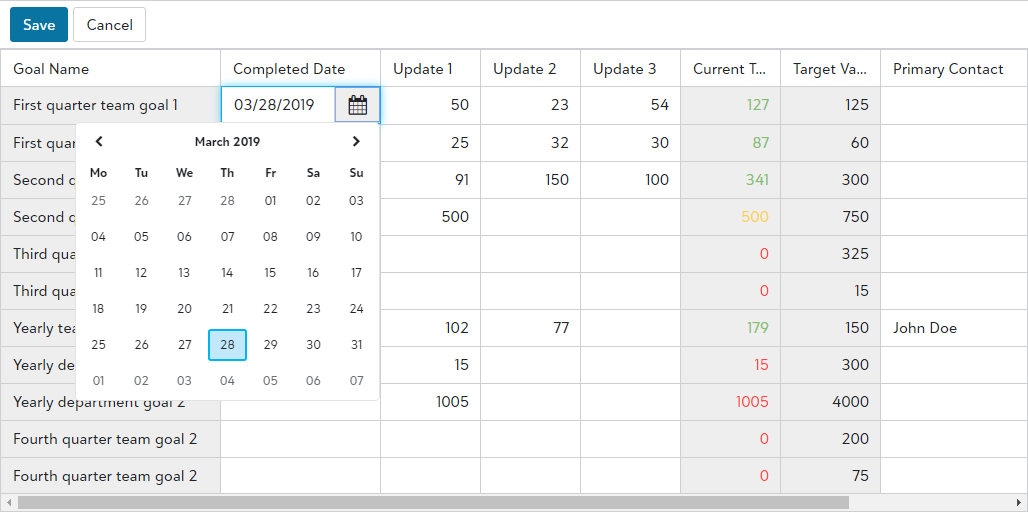 Save Cancel
Goal Name Completed Date Update 1 Update 2 Update 3 Current T... Target Va... Primary Contact
First quarter team goal 1 03/28/2019 50 23 54 127 125
First quar 25 32 30 87 60
March 2019
Mo Tu We Th Fr Sa Su
Second q 91 150 100 341 300
25 26 27 28 01 02 03
Second q 500 500 750
04 05 06 07 08 09 10
Third qua 0 325
11 12 13 14 15 16 17
Third qua 0 15
18 19 20 21 22 23 24
Yearly tea 102 77 179 150 John Doe
25 26 27 28 29 30 31
Yearly de 15 15 300
01 02 03 04 05 06 07
Yearly department goal 2 1005 1005 4000
Fourth quarter team goal 2 0 200
Fourth quarter team goal 2 0 75